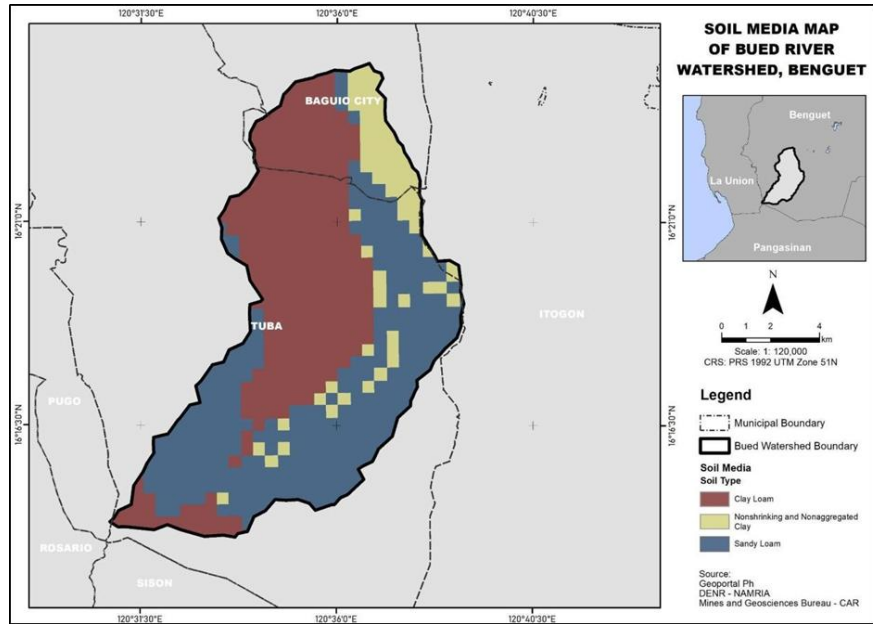 120°31'30"E
120°36'0"E
120°40'30"E
16°21'0"N
16°16'30"N
BAGUIO CITY
TUBA
ITOGON
PUGO
ROSARIO
SISON
16°21'0"N
16°16'30"N
120°31'30"E
120°36'0"E
120°40'30"E
SOIL MEDIA MAP
OF BUED RIVER
WATERSHED, BENGUET
Benguet
La Union
Pangasinan
N
0 1 2 4
km
Scale: 1: 120,000
CRS: PRS 1992 UTM Zone 51N
Legend
Municipal Boundary
Bued Watershed Boundary
Soil Media
Soil Type
Clay Loam
Nonshrinking and Nonaggregated
Clay
Sandy Loam
Source:
Geoportal Ph
DENR - NAMRIA
Mines and Geosciences Bureau - CAR